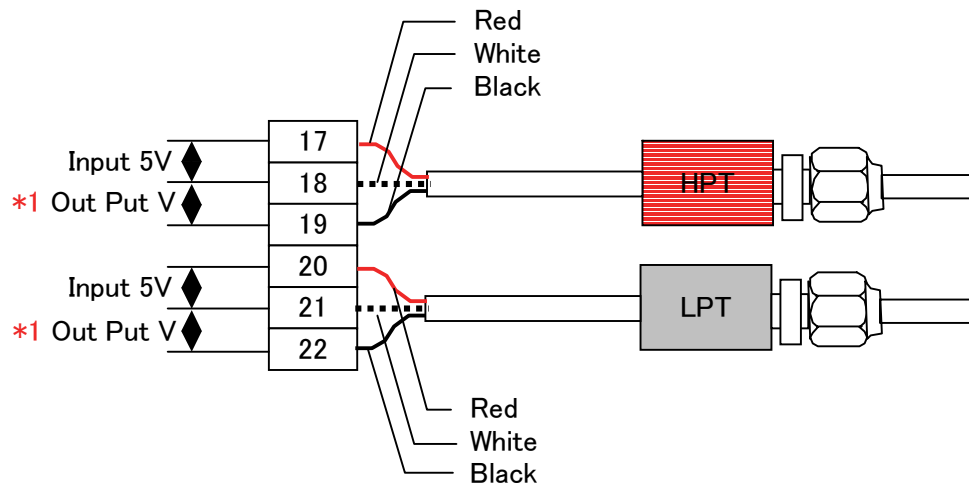 Red
White
Black
17
Input 5V
18
HPT
*1 Out Put V
19
20
Input 5V
21
LPT
*1 Out Put V
22
Red
White
Black